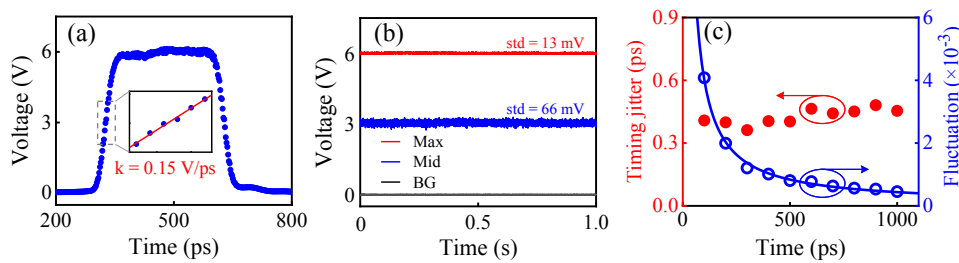 (a)
Voltage (V)
6
3
0
k = 0.15 V/ps
200
500
800
Time (ps)
(b)
Voltage (V)
6
3
0
std = 13 mV
std = 66 mV
Max
Mid
BG
0
0.5
1.0
Time (s)
(c)
Timing jitter (ps)
0.9
0.6
0.3
0.0
0
500
1000
Time (ps)
6
4
2
0
Fluctuation (×10⁻³)